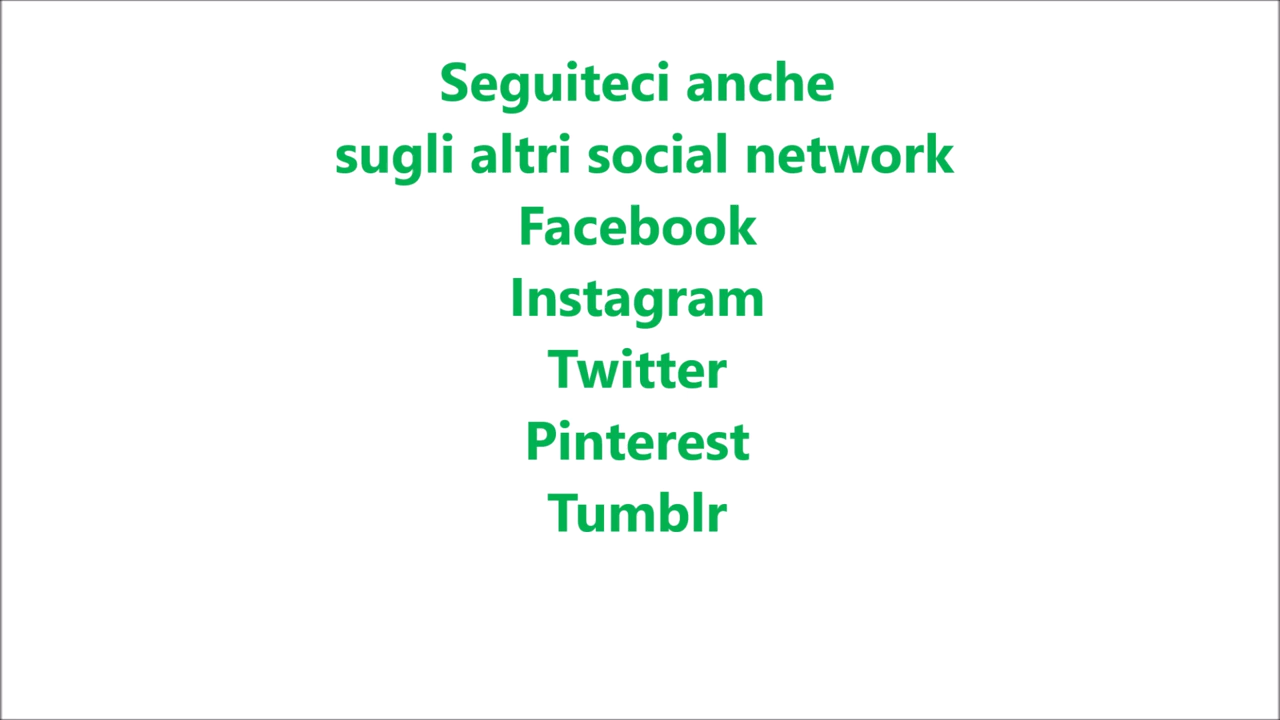 Seguiteci anche
sugli altri social network
Facebook
Instagram
Twitter
Pinterest
Tumblr